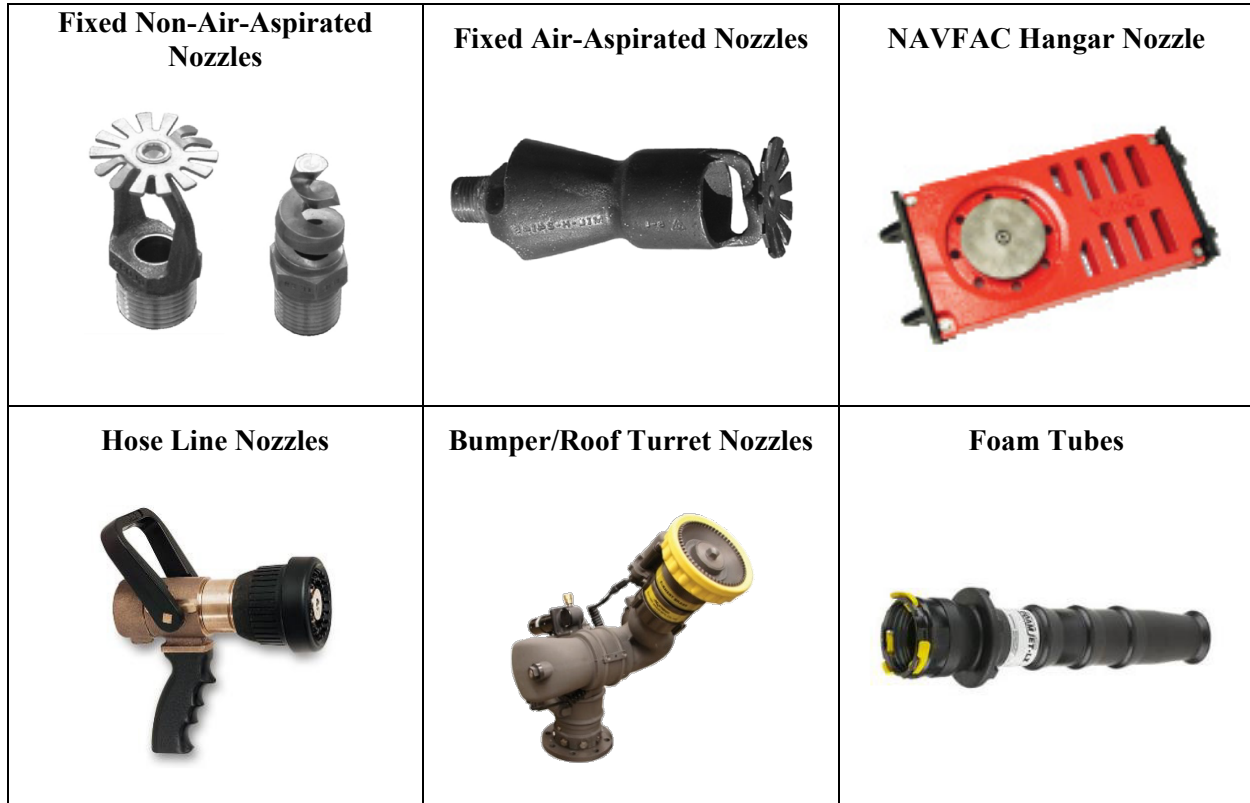 Fixed Non-Air-Aspirated
Nozzles
Fixed Air-Aspirated Nozzles
NAVFAC Hangar Nozzle
Hose Line Nozzles
Bumper/Roof Turret Nozzles
Foam Tubes